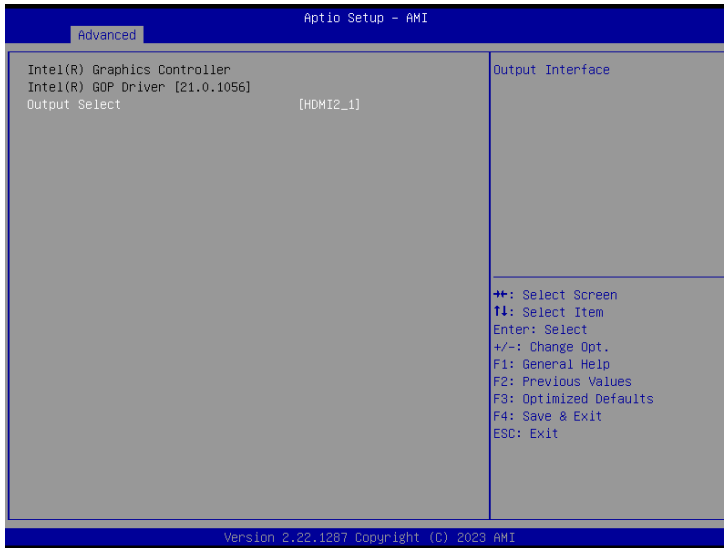 Aptio Setup - AMI
Advanced
Intel(R) Graphics Controller
Intel(R) GOP Driver [21.0.1056]
Output Select [HDMI2_1]
Output Interface
→←: Select Screen
↑↓: Select Item
Enter: Select
+/-: Change Opt.
F1: General Help
F2: Previous Values
F3: Optimized Defaults
F4: Save & Exit
ESC: Exit
Version 2.22.1287 Copyright (C) 2023 AMI